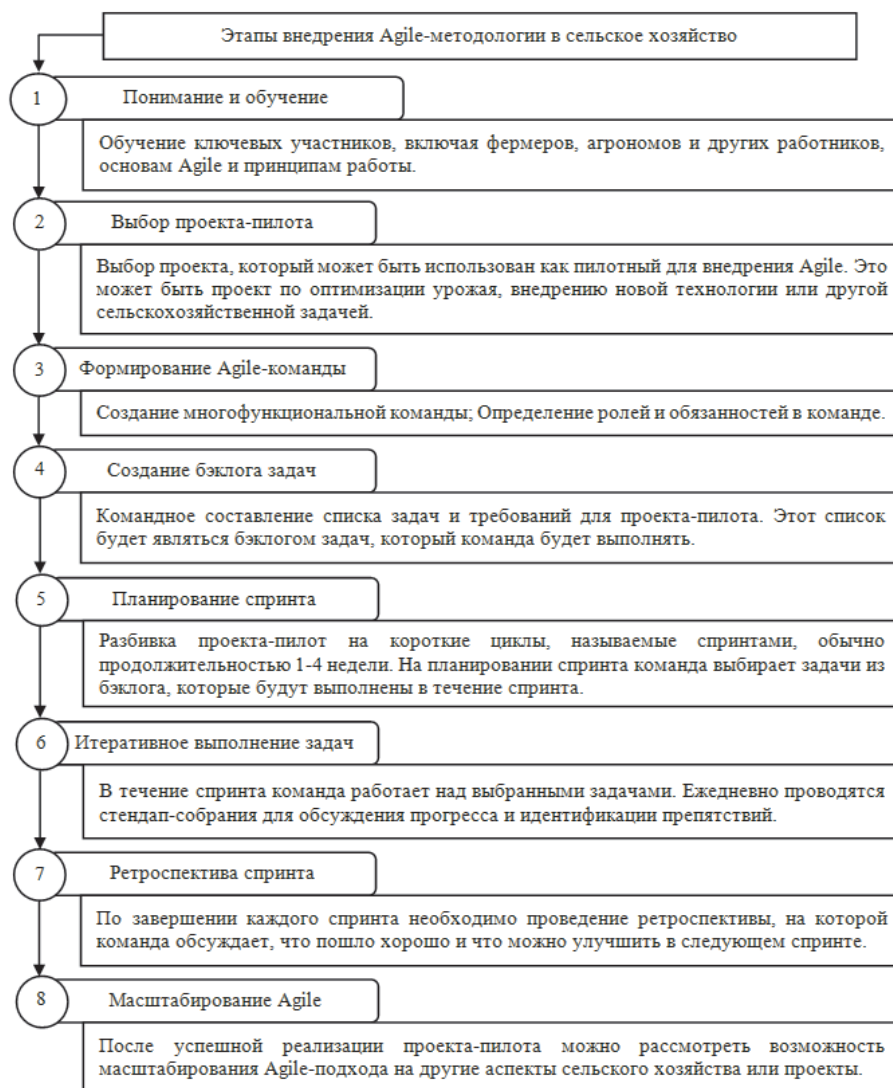 Этапы внедрения Agile-методологии в сельское хозяйство
1
Понимание и обучение
Обучение ключевых участников, включая фермеров, агрономов и других работников,
основам Agile и принципам работы.
2
Выбор проекта-пилота
Выбор проекта, который может быть использован как пилотный для внедрения Agile. Это
может быть проект по оптимизации урожая, внедрению новой технологии или другой
сельскохозяйственной задачей.
3
Формирование Agile-команды
Создание многофункциональной команды; Определение ролей и обязанностей в команде.
4
Создание бэклога задач
Командное составление списка задач и требований для проекта-пилота. Этот список
будет являться бэклогом задач, который команда будет выполнять.
5
Планирование спринта
Разбивка проекта-пилот на короткие циклы, называемые спринтами, обычно
продолжительностью 1-4 недели. На планировании спринта команда выбирает задачи из
бэклога, которые будут выполнены в течение спринта.
6
Итеративное выполнение задач
В течение спринта команда работает над выбранными задачами. Ежедневно проводятся
стендап-собрания для обсуждения прогресса и идентификации препятствий.
7
Ретроспектива спринта
По завершении каждого спринта необходимо проведение ретроспективы, на которой
команда обсуждает, что пошло хорошо и что можно улучшить в следующем спринте.
8
Масштабирование Agile
После успешной реализации проекта-пилота можно рассмотреть возможность
масштабирования Agile-подхода на другие аспекты сельского хозяйства или проекты.